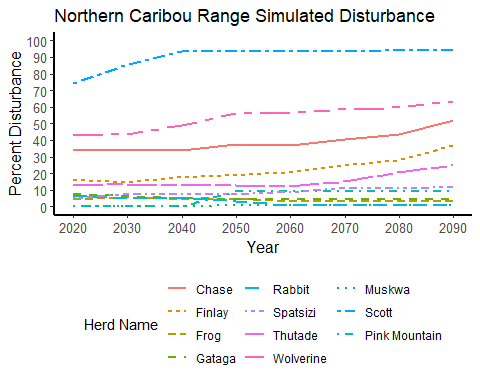 Northern Caribou Range Simulated Disturbance
Percent Disturbance
100
90
80
70
60
50
40
30
20
10
0
2020 2030 2040 2050 2060 2070 2080 2090
Year
Herd Name
Chase Rabbit Muskwa
Finlay Spatsizi Scott
Frog Thutade Pink Mountain
Gataga Wolverine